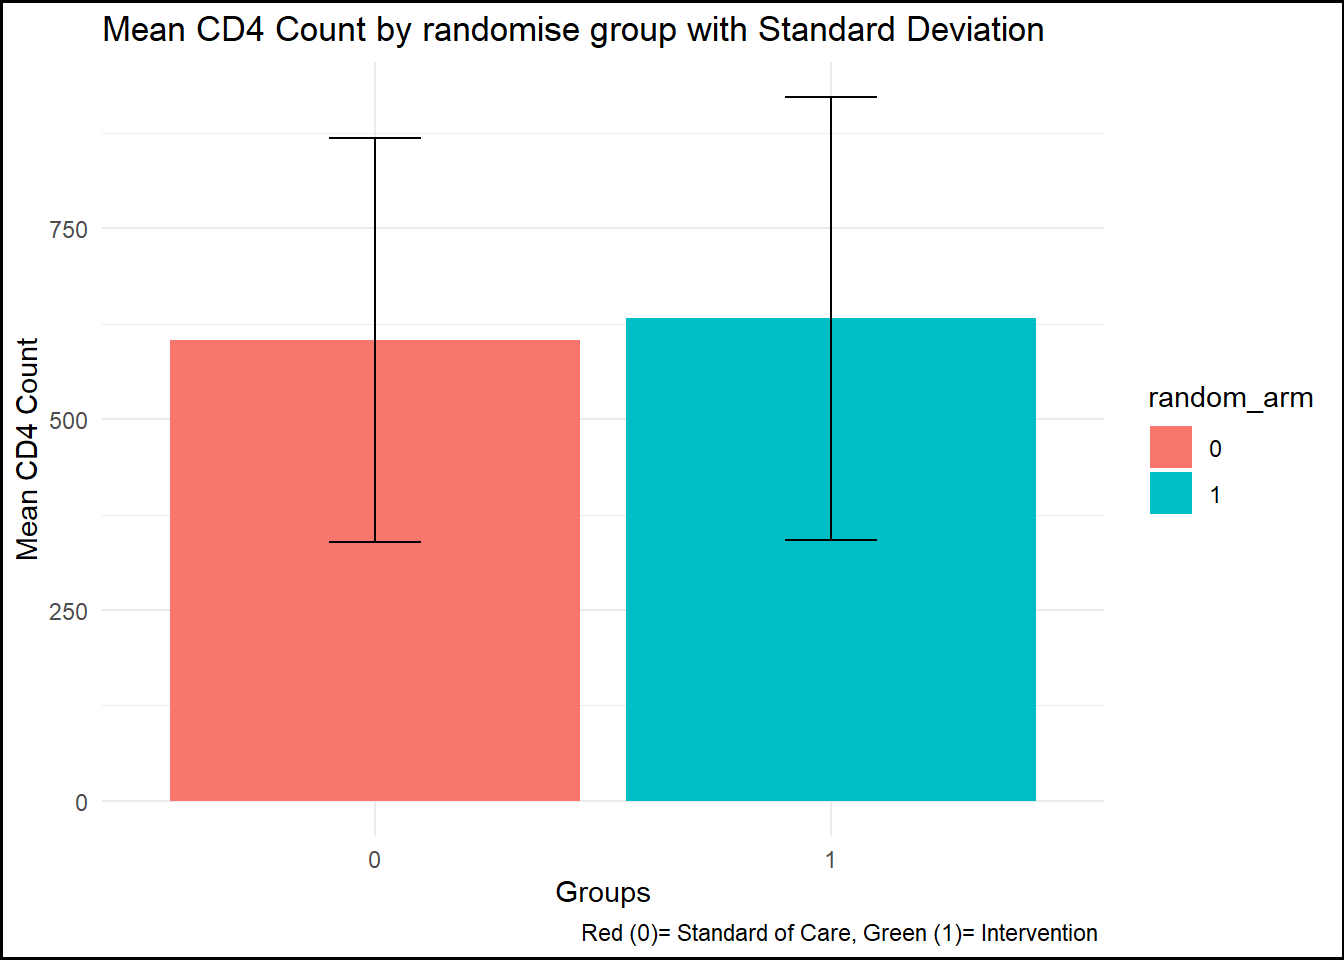 Mean CD4 Count by randomise group with Standard Deviation
Mean CD4 Count
750
500
250
0
0
1
Groups
random_arm
0
1
Red (0)= Standard of Care, Green (1)= Intervention